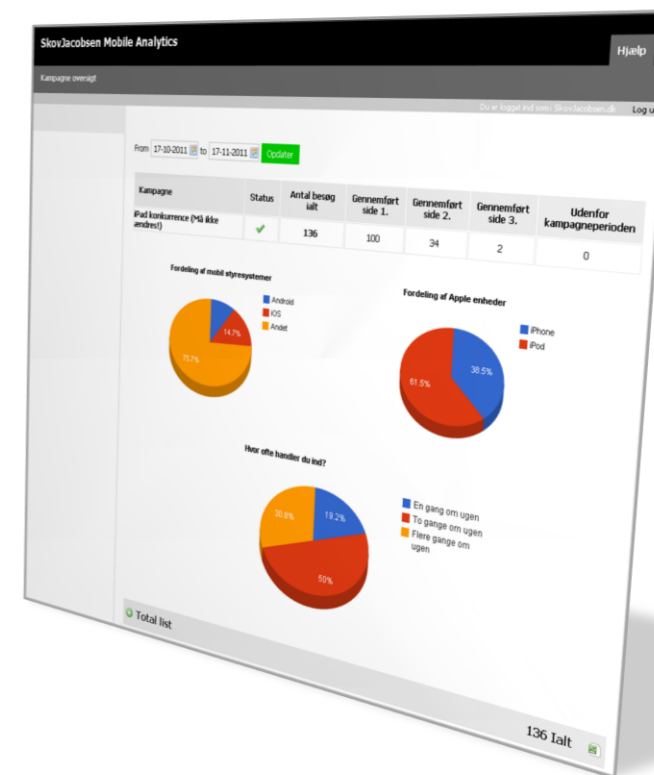 SkovJacobsen Mobile Analytics
Hjælp
Kampagne oversigt
Du er logget ind som: SkovJacobsen.dk
Log u
From 17-10-2011 to 17-11-2011 Opdater
Kampagne Status Antal besøg ialt Gennemført side 1. Gennemført side 2. Gennemført side 3. Udenfor kampagneperioden
iPad konkurrence (Må ikke ændres!) 136 100 34 2 0
Fordeling af mobil styresystemer
Android
iOS
Andet
14.7%
75.7%
Fordeling af Apple enheder
iPhone
iPod
38.5%
61.5%
Hvor ofte handler du ind?
En gang om ugen
To gange om ugen
Flere gange om
ugen
30.8%
19.2%
50%
Total list
136 Ialt